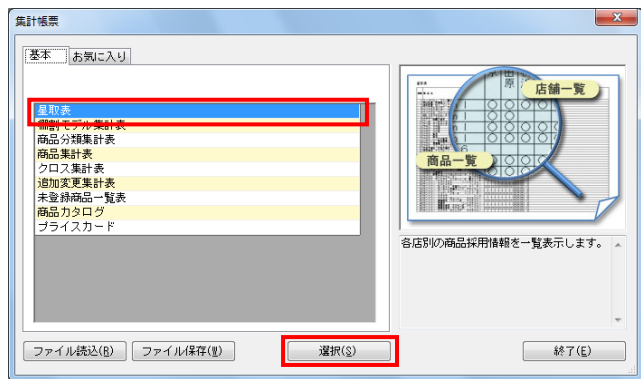 集計帳票
基本 お気に入り
星取表
棚割モデル集計表
商品分類集計表
商品集計表
クロス集計表
追加変更集計表
未登録商品一覧表
商品カタログ
プライスカード
店舗一覧
商品一覧
各店別の商品採用情報を一覧表示します。
ファイル読込(R) ファイル保存(W) 選択(S) 終了(E)